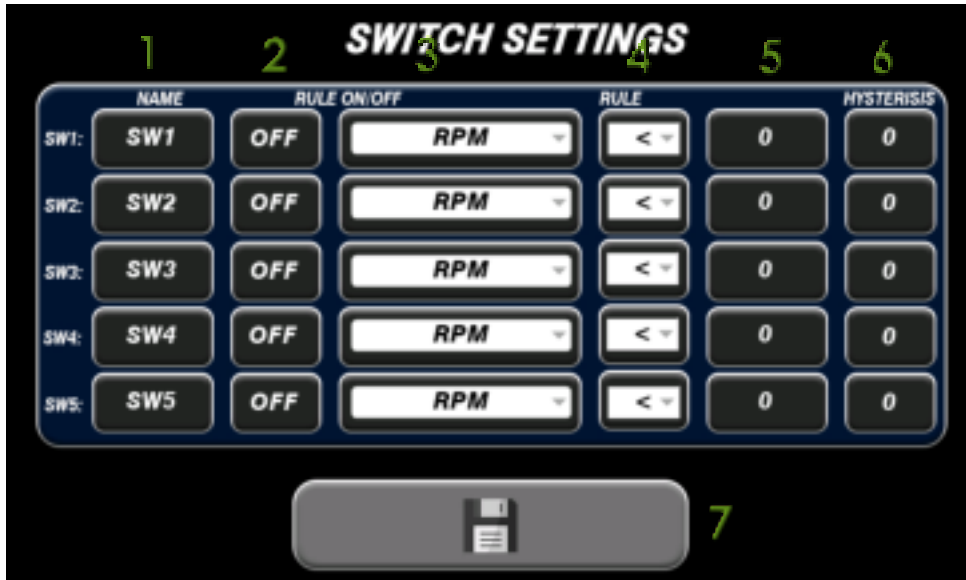 SWITCH SETTINGS
1 2 3 4 5 6
NAME RULE ON/OFF RULE HYSTERISIS
SW1: SW1 OFF RPM < 0 0
SW2: SW2 OFF RPM < 0 0
SW3: SW3 OFF RPM < 0 0
SW4: SW4 OFF RPM < 0 0
SW5: SW5 OFF RPM < 0 0
7